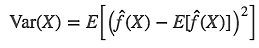 Var(X) = E[(f̂(X) − E[f̂(X)])²]